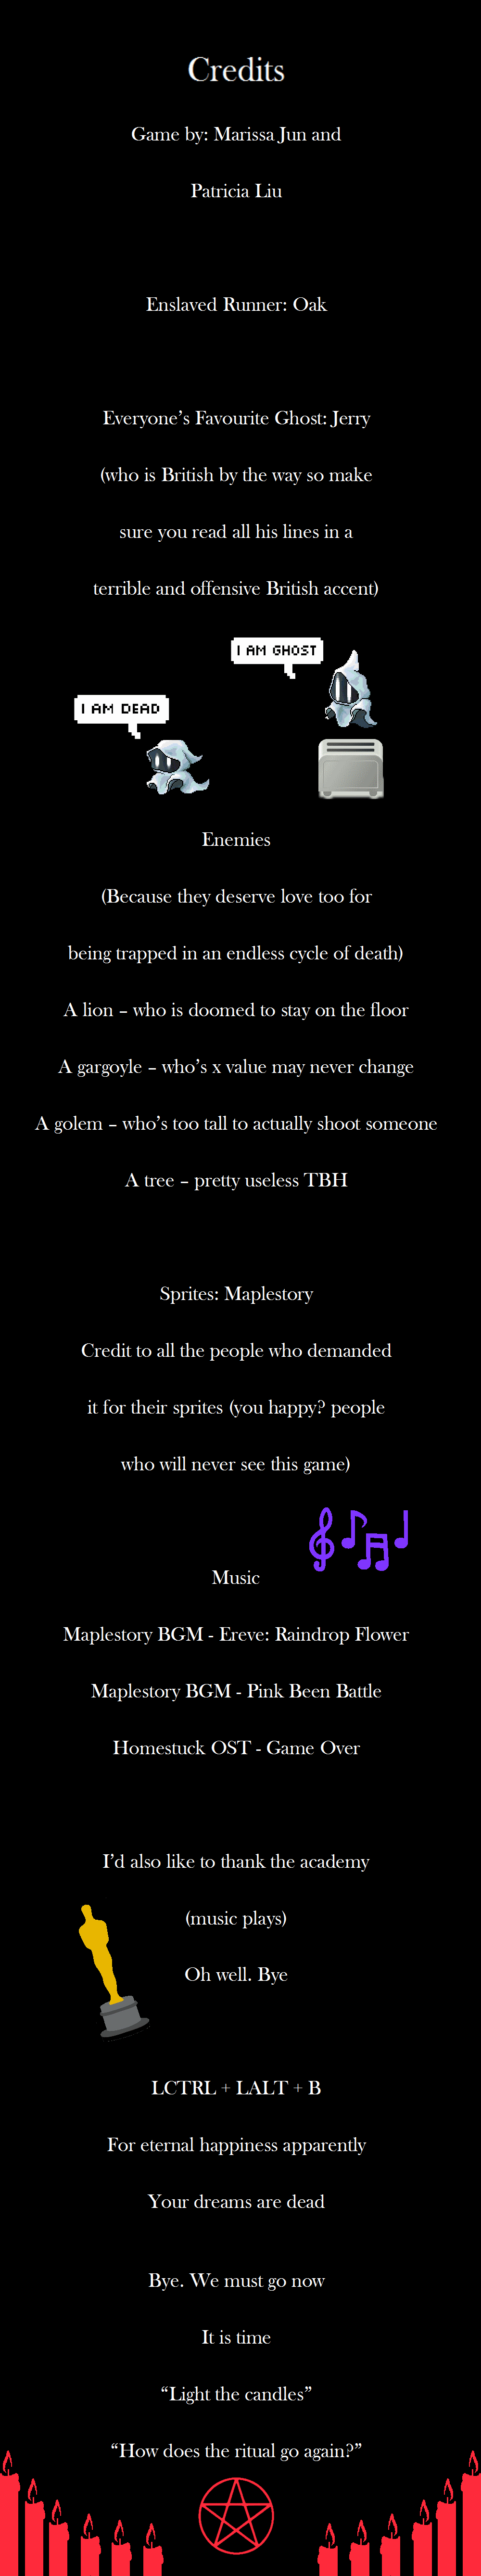 Credits
Game by: Marissa Jun and
Patricia Liu
Enslaved Runner: Oak
Everyone’s Favourite Ghost: Jerry
(who is British by the way so make
sure you read all his lines in a
terrible and offensive British accent)
I AM GHOST
I AM DEAD
Enemies
(Because they deserve love too for
being trapped in an endless cycle of death)
A lion – who is doomed to stay on the floor
A gargoyle – who’s x value may never change
A golem – who’s too tall to actually shoot someone
A tree – pretty useless TBH
Sprites: Maplestory
Credit to all the people who demanded
it for their sprites (you happy? people
who will never see this game)
Music
Maplestory BGM - Ereve: Raindrop Flower
Maplestory BGM - Pink Been Battle
Homestuck OST - Game Over
I’d also like to thank the academy
(music plays)
Oh well. Bye
LCTRL + LALT + B
For eternal happiness apparently
Your dreams are dead
Bye. We must go now
It is time
“Light the candles”
“How does the ritual go again?”